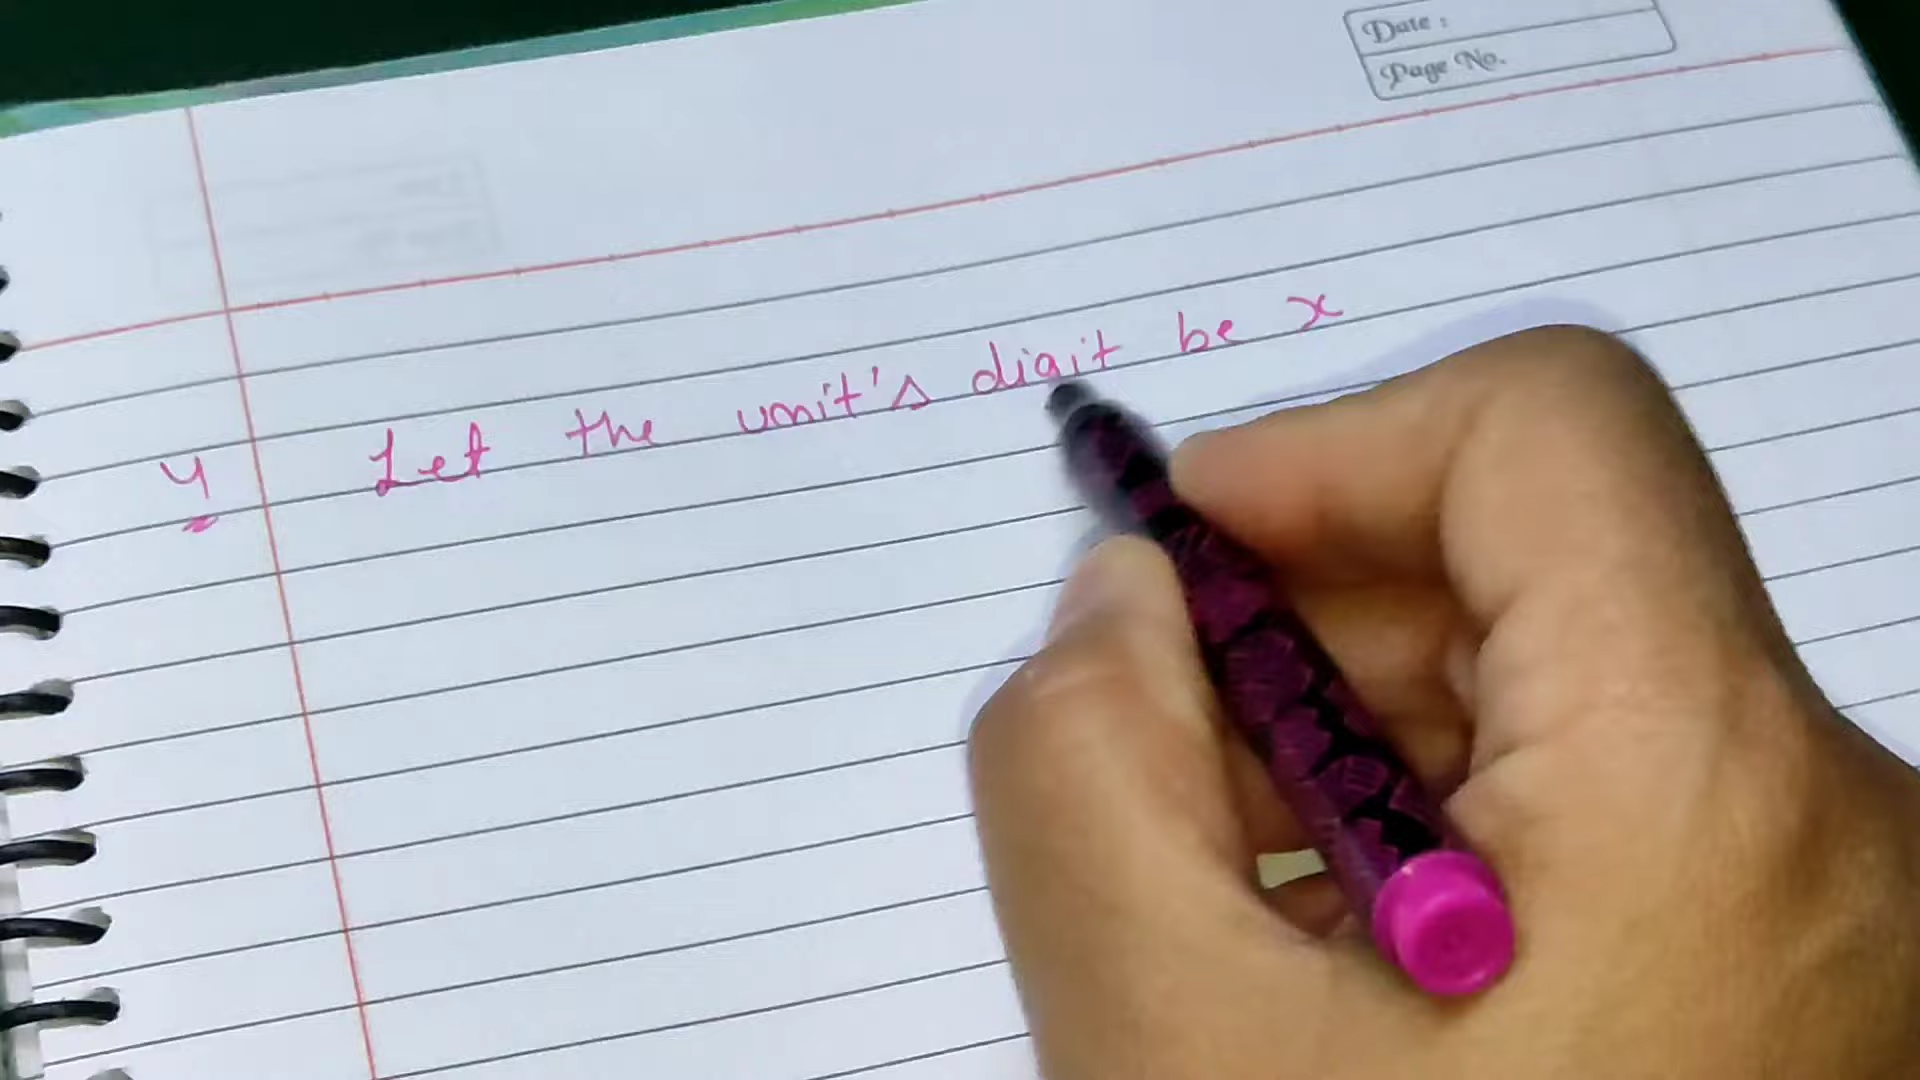 Date :
Page No.
4 Let the unit's digit be x